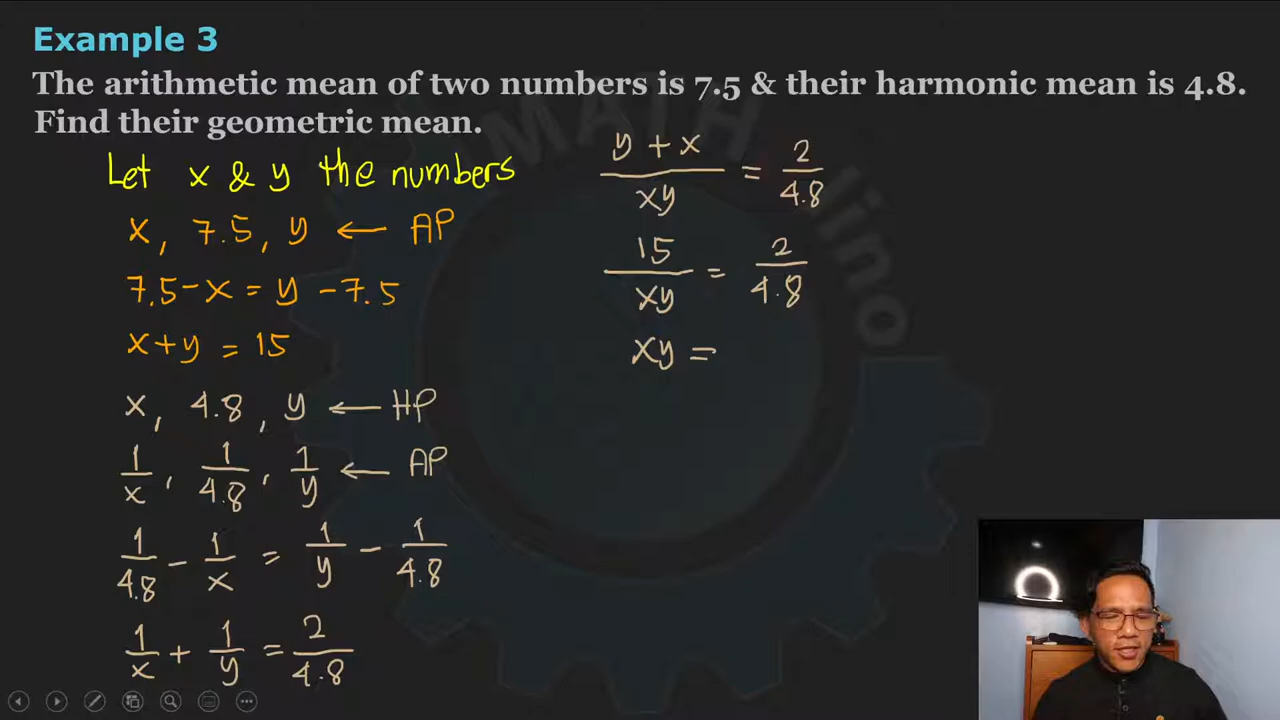 Example 3
The arithmetic mean of two numbers is 7.5 & their harmonic mean is 4.8.
Find their geometric mean.
Let x & y the numbers
x, 7.5, y ← AP
7.5-x = y -7.5
x+y = 15
x, 4.8, y ← HP
1/x, 1/4.8, 1/y ← AP
1/4.8 - 1/x = 1/y - 1/4.8
1/x + 1/y = 2/4.8
y + x/xy = 2/4.8
15/xy = 2/4.8
xy =
MATH
ino